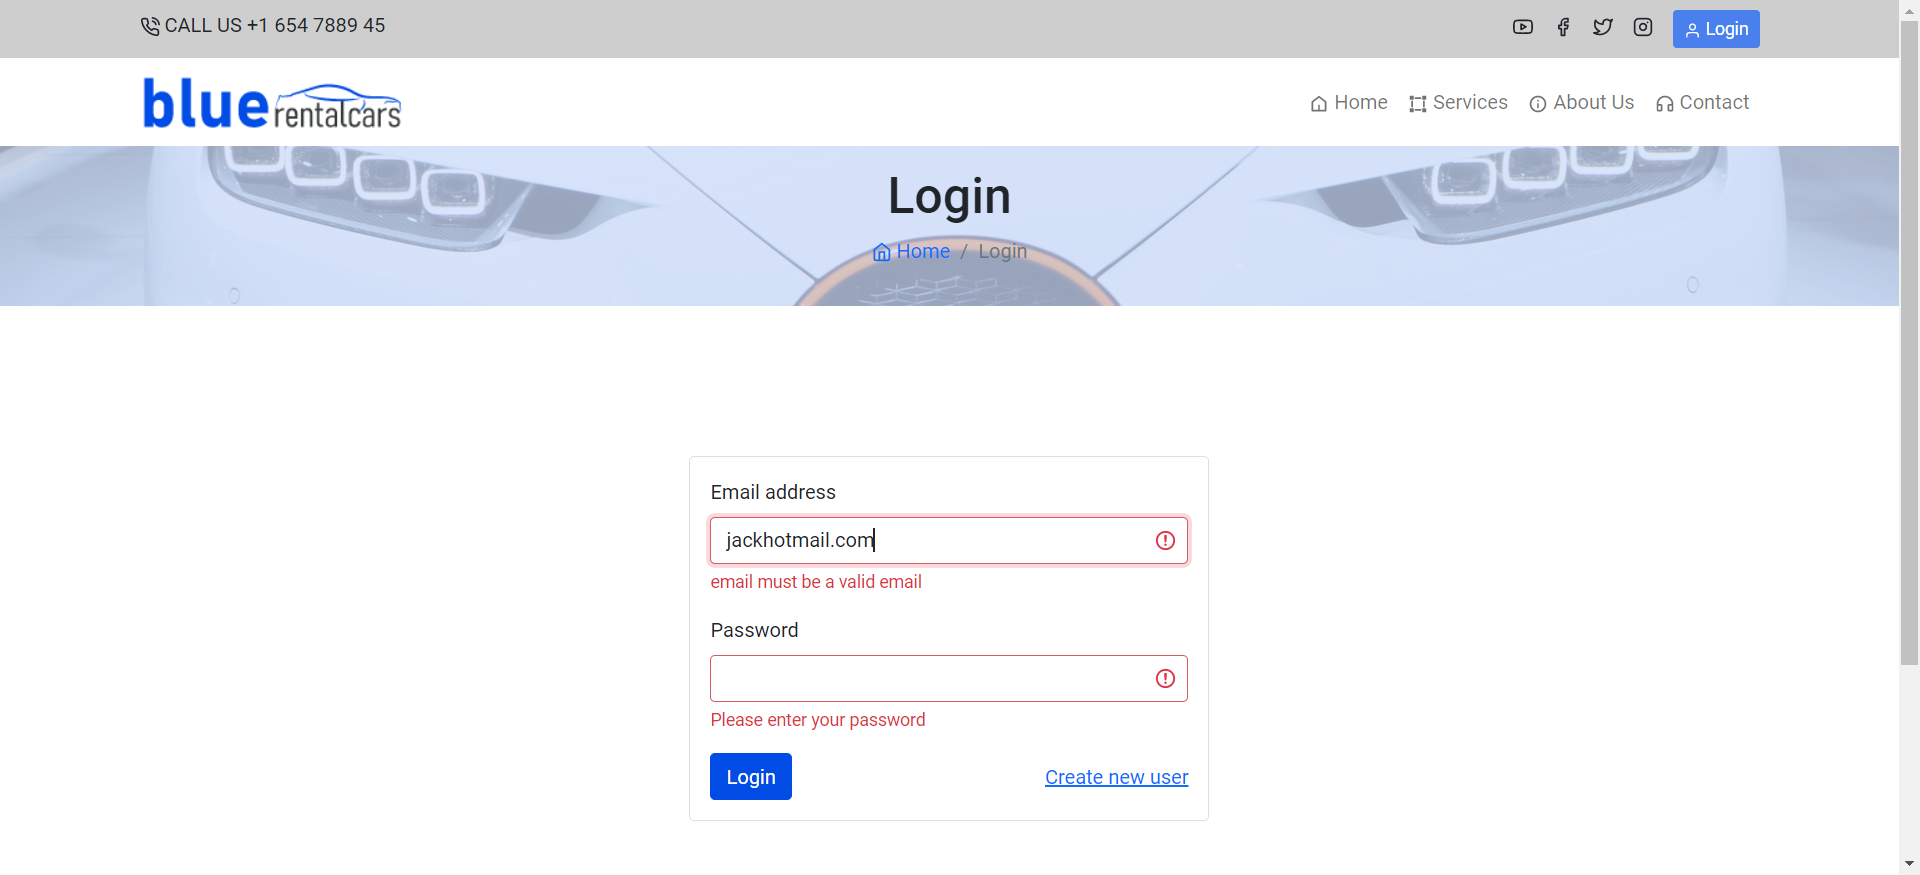 CALL US +1 654 7889 45
Login
blue rentalcars
Home Services About Us Contact
Login
Home / Login
Email address
jackhotmail.com
email must be a valid email
Password
Please enter your password
Login Create new user